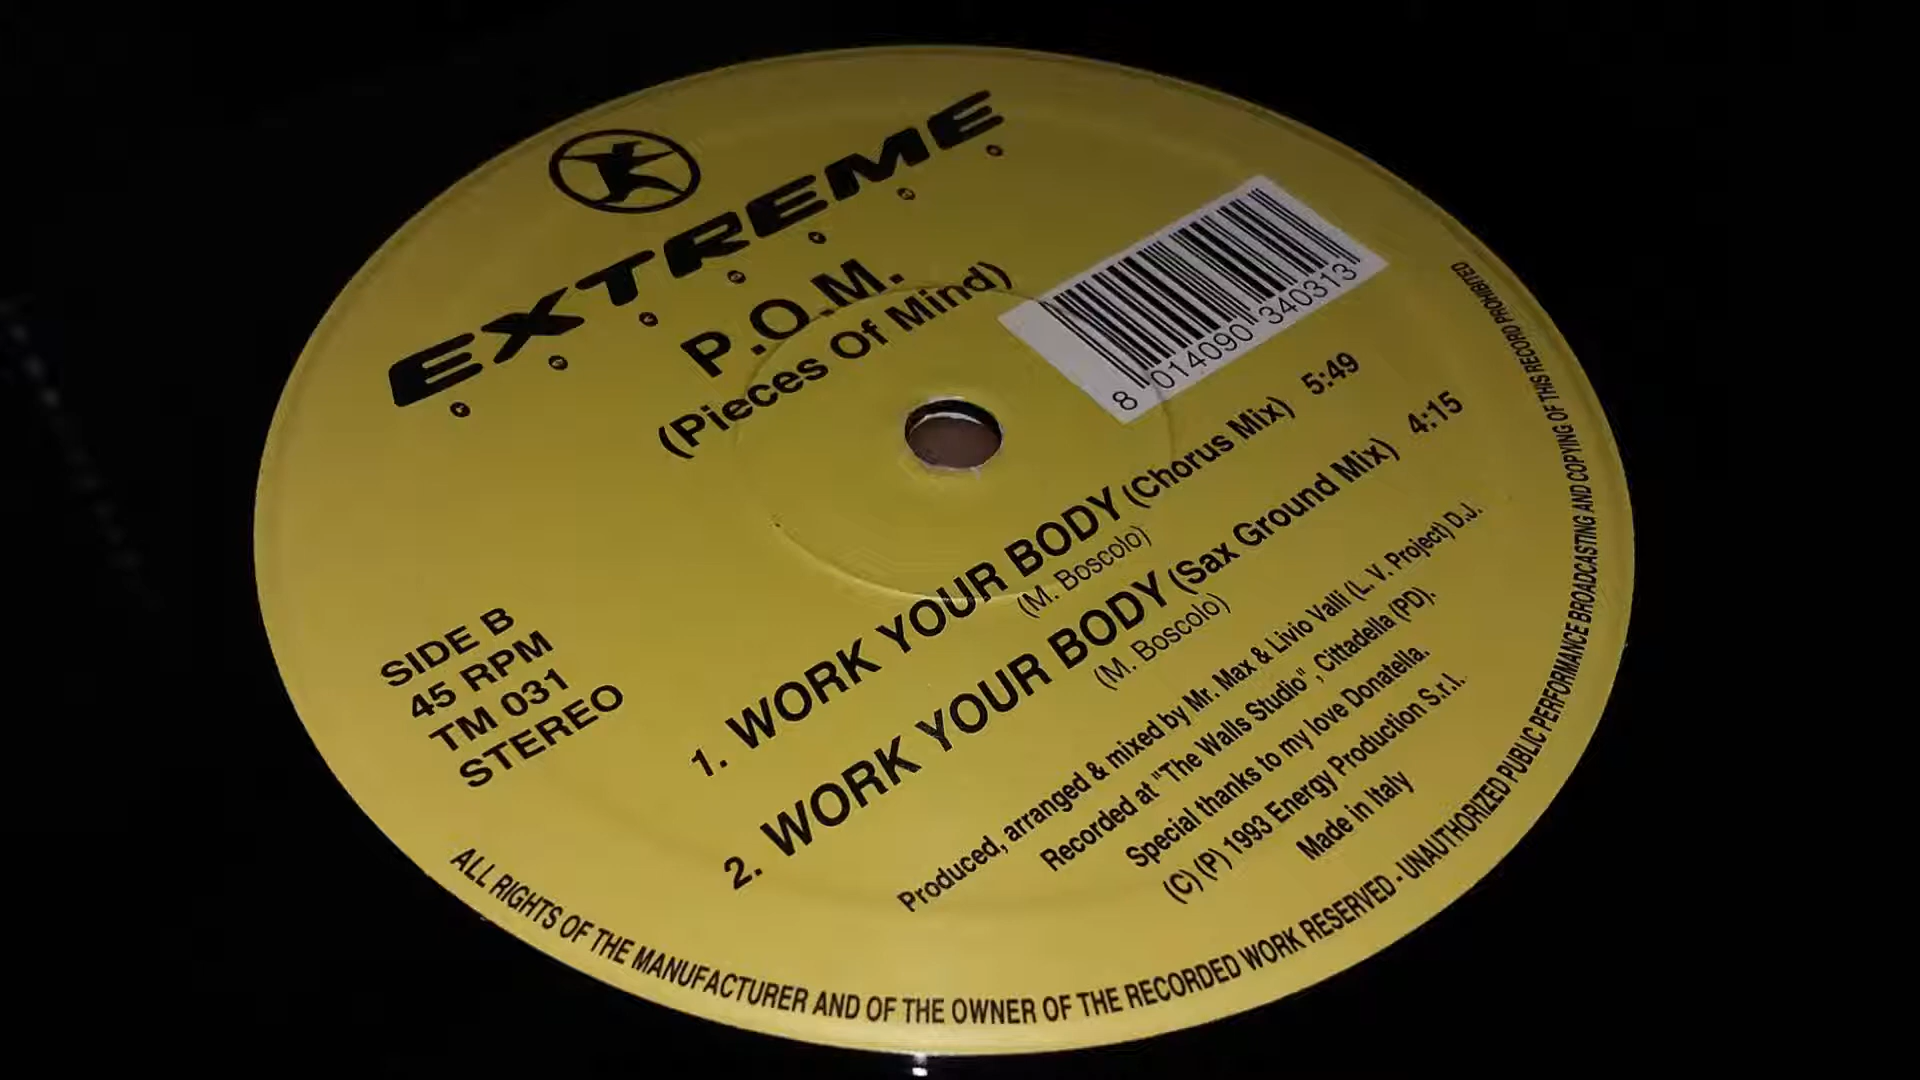 EXTREME
P.O.M.
(Pieces Of Mind)
8 014090 340313
SIDE B
45 RPM
TM 031
STEREO
1. WORK YOUR BODY (Chorus Mix) 5:49
(M. Boscolo)
2. WORK YOUR BODY (Sax Ground Mix) 4:15
(M. Boscolo)
Produced, arranged & mixed by Mr. Max & Livio Valli (L. V. Project) D.J.
Recorded at "The Walls Studio", Cittadella (PD).
Special thanks to my love Donatella.
(C) (P) 1993 Energy Production S.r.l.
Made in Italy
ALL RIGHTS OF THE MANUFACTURER AND OF THE OWNER OF THE RECORDED WORK RESERVED - UNAUTHORIZED PUBLIC PERFORMANCE BROADCASTING AND COPYING OF THIS RECORD PROHIBITED